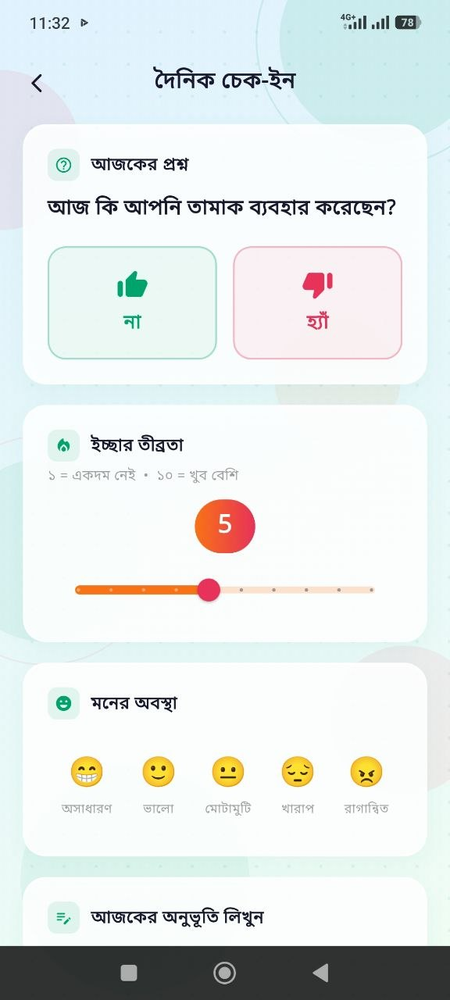 11:32
4G+
78
দৈনিক চেক-ইন
আজকের প্রশ্ন
আজ কি আপনি তামাক ব্যবহার করেছেন?
না
হ্যাঁ
ইচ্ছার তীব্রতা
১ = একদম নেই • ১০ = খুব বেশি
5
মনের অবস্থা
অসাধারণ
ভালো
মোটামুটি
খারাপ
রাগান্বিত
আজকের অনুভূতি লিখুন